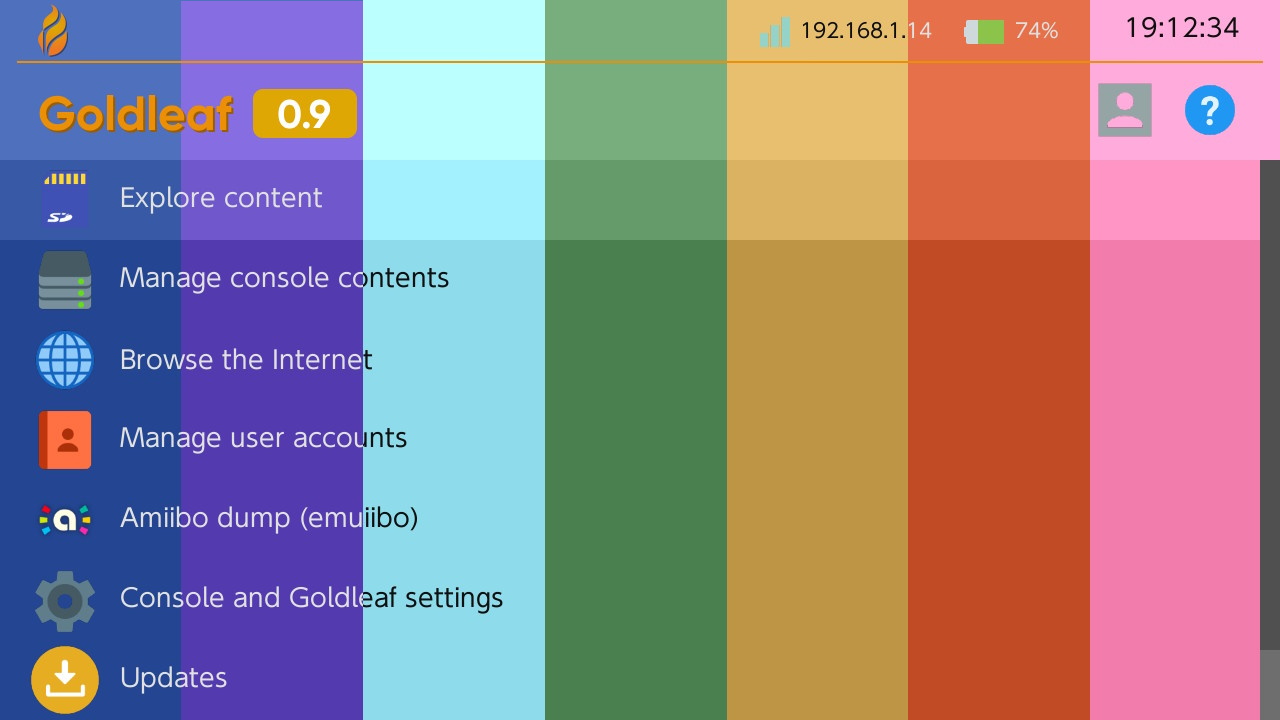 192.168.1.14 74% 19:12:34
Goldleaf 0.9 ?
Explore content
SD
Manage console contents
Browse the Internet
Manage user accounts
a Amiibo dump (emuiibo)
Console and Goldleaf settings
Updates